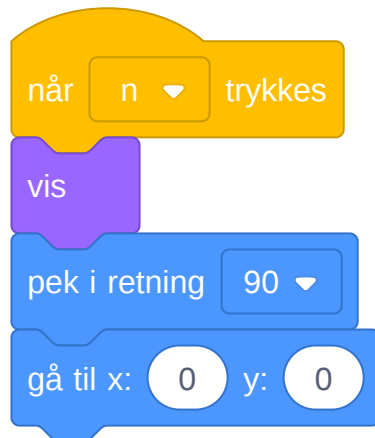 når n trykkes
vis
pek i retning 90
gå til x: 0 y: 0